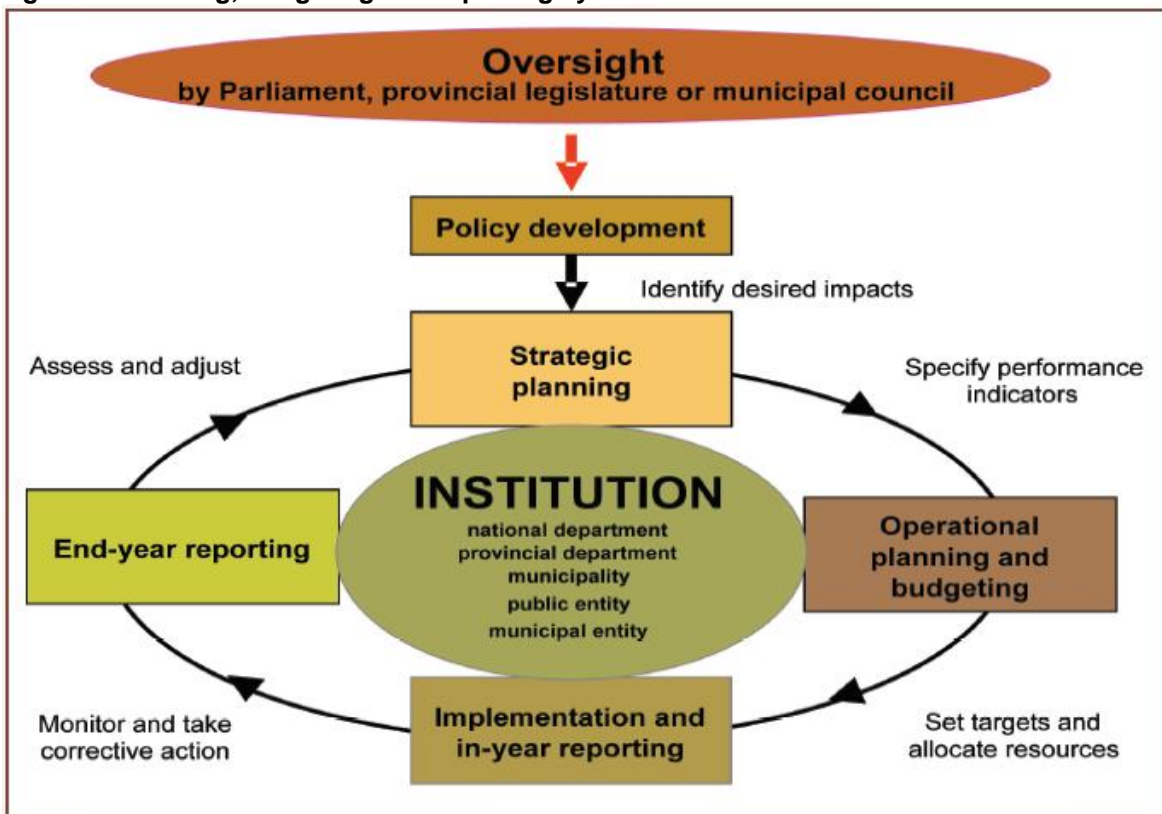 Oversight
by Parliament, provincial legislature or municipal council
Policy development
Identify desired impacts
Strategic
planning
Assess and adjust
Specify performance
indicators
INSTITUTION
national department
provincial department
municipality
public entity
municipal entity
End-year reporting
Operational
planning and
budgeting
Monitor and take
corrective action
Implementation and
in-year reporting
Set targets and
allocate resources